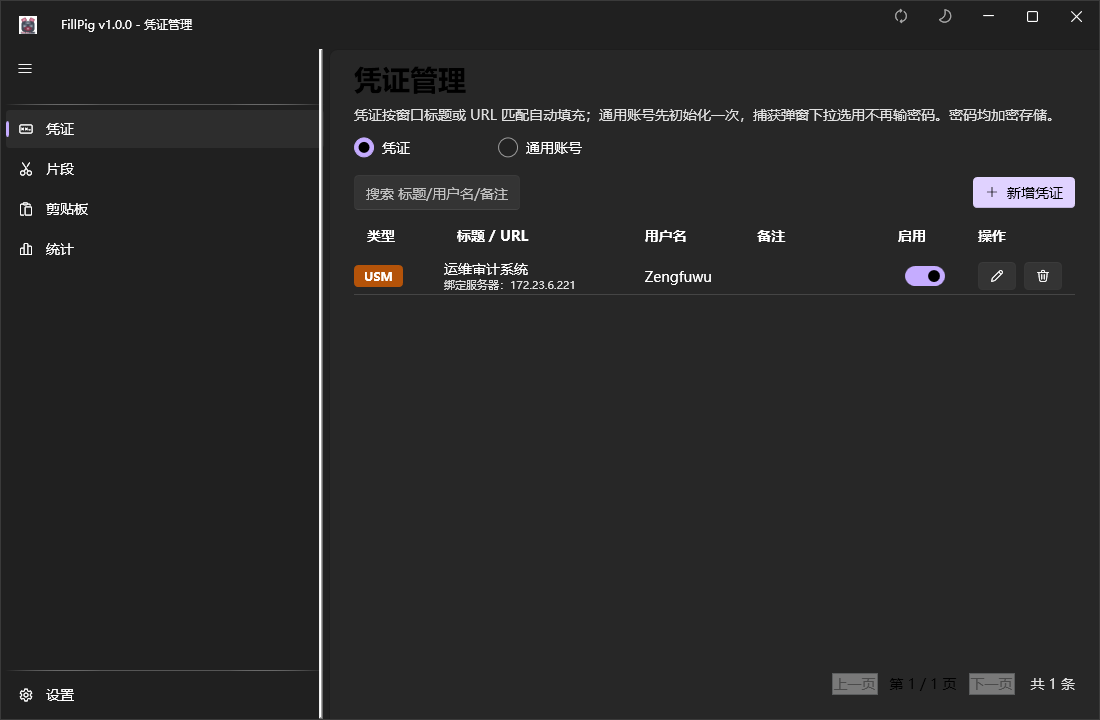 FillPig v1.0.0 - 凭证管理
凭证
片段
剪贴板
统计
设置
凭证管理
凭证按窗口标题或 URL 匹配自动填充；通用账号先初始化一次，捕获弹窗下拉选用不再输密码。密码均加密存储。
凭证 通用账号
搜索 标题/用户名/备注 新增凭证
类型 标题 / URL 用户名 备注 启用 操作
USM 运维审计系统 Zengfuwu
绑定服务器：172.23.6.221
上一页 第 1 / 1 页 下一页 共 1 条